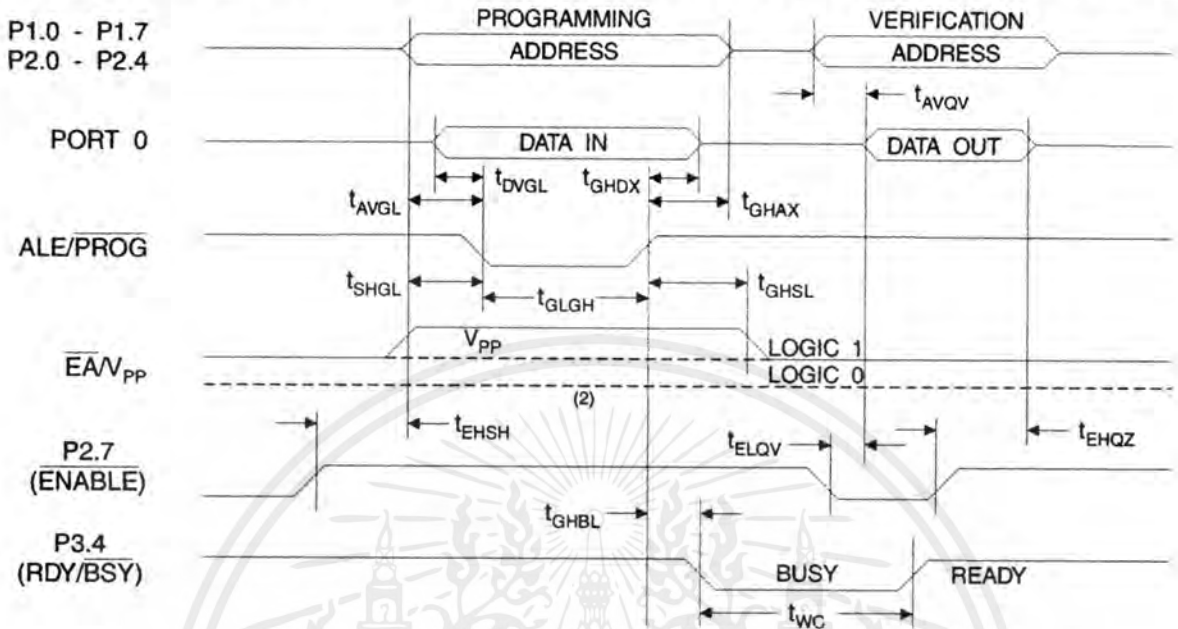 PROGRAMMING
VERIFICATION
P1.0 - P1.7
P2.0 - P2.4
ADDRESS
ADDRESS
tAVQV
PORT 0
DATA IN
DATA OUT
tDVGL
tGHDX
tAVGL
tGHAX
ALE/PROG
tSHGL
tGLGH
tGHSL
VPP
LOGIC 1
EA/VPP
LOGIC 0
(2)
tEHSH
tELQV
tEHQZ
P2.7
(ENABLE)
tGHBL
P3.4
(RDY/BSY)
BUSY
READY
tWC